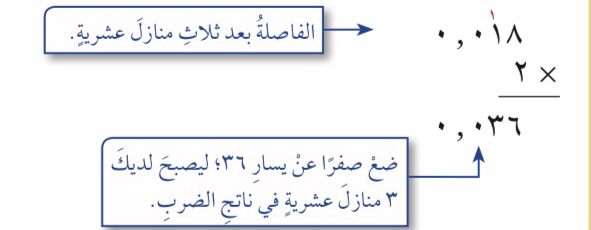 الفاصلةُ بعد ثلاثِ منازلَ عشريةٍ.
١
٠,٠١٨
٢ ×
٠,٠٣٦
ضعْ صفرًا عنْ يسارِ ٣٦؛ ليصبحَ لديكَ
٣ منازلَ عشريةٍ في ناتجِ الضربِ.